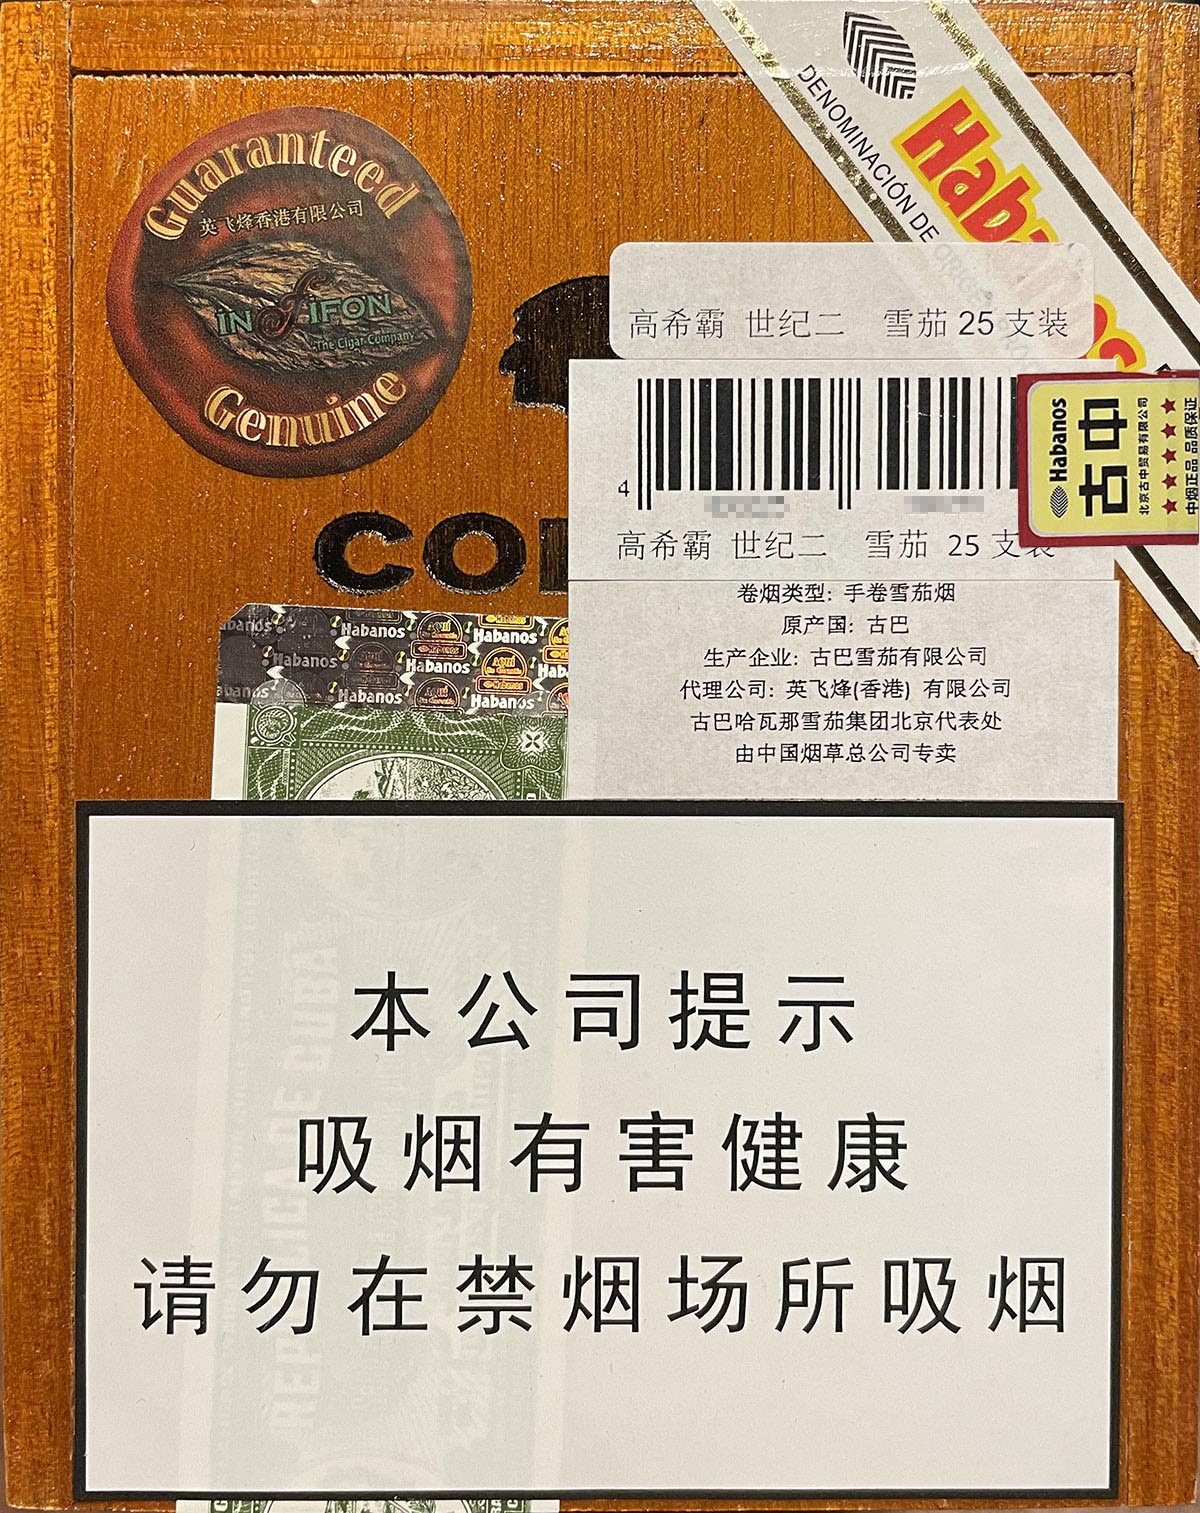 Guaranteed
英飞烽香港有限公司
INFIFON
The Cigar Company
Genuine
DENOMINACIÓN DE
Habanos
高希霸 世纪二 雪茄 25 支装
4
高希霸 世纪二 雪茄 25 支装
Habanos
古中
北京古中贸易有限公司
★★★★★
中烟正品 品质保证
卷烟类型: 手卷雪茄烟
原产国: 古巴
生产企业: 古巴雪茄有限公司
代理公司: 英飞烽(香港) 有限公司
古巴哈瓦那雪茄集团北京代表处
由中国烟草总公司专卖
Habanos
Habanos
Habanos
Habanos
本公司提示
吸烟有害健康
请勿在禁烟场所吸烟